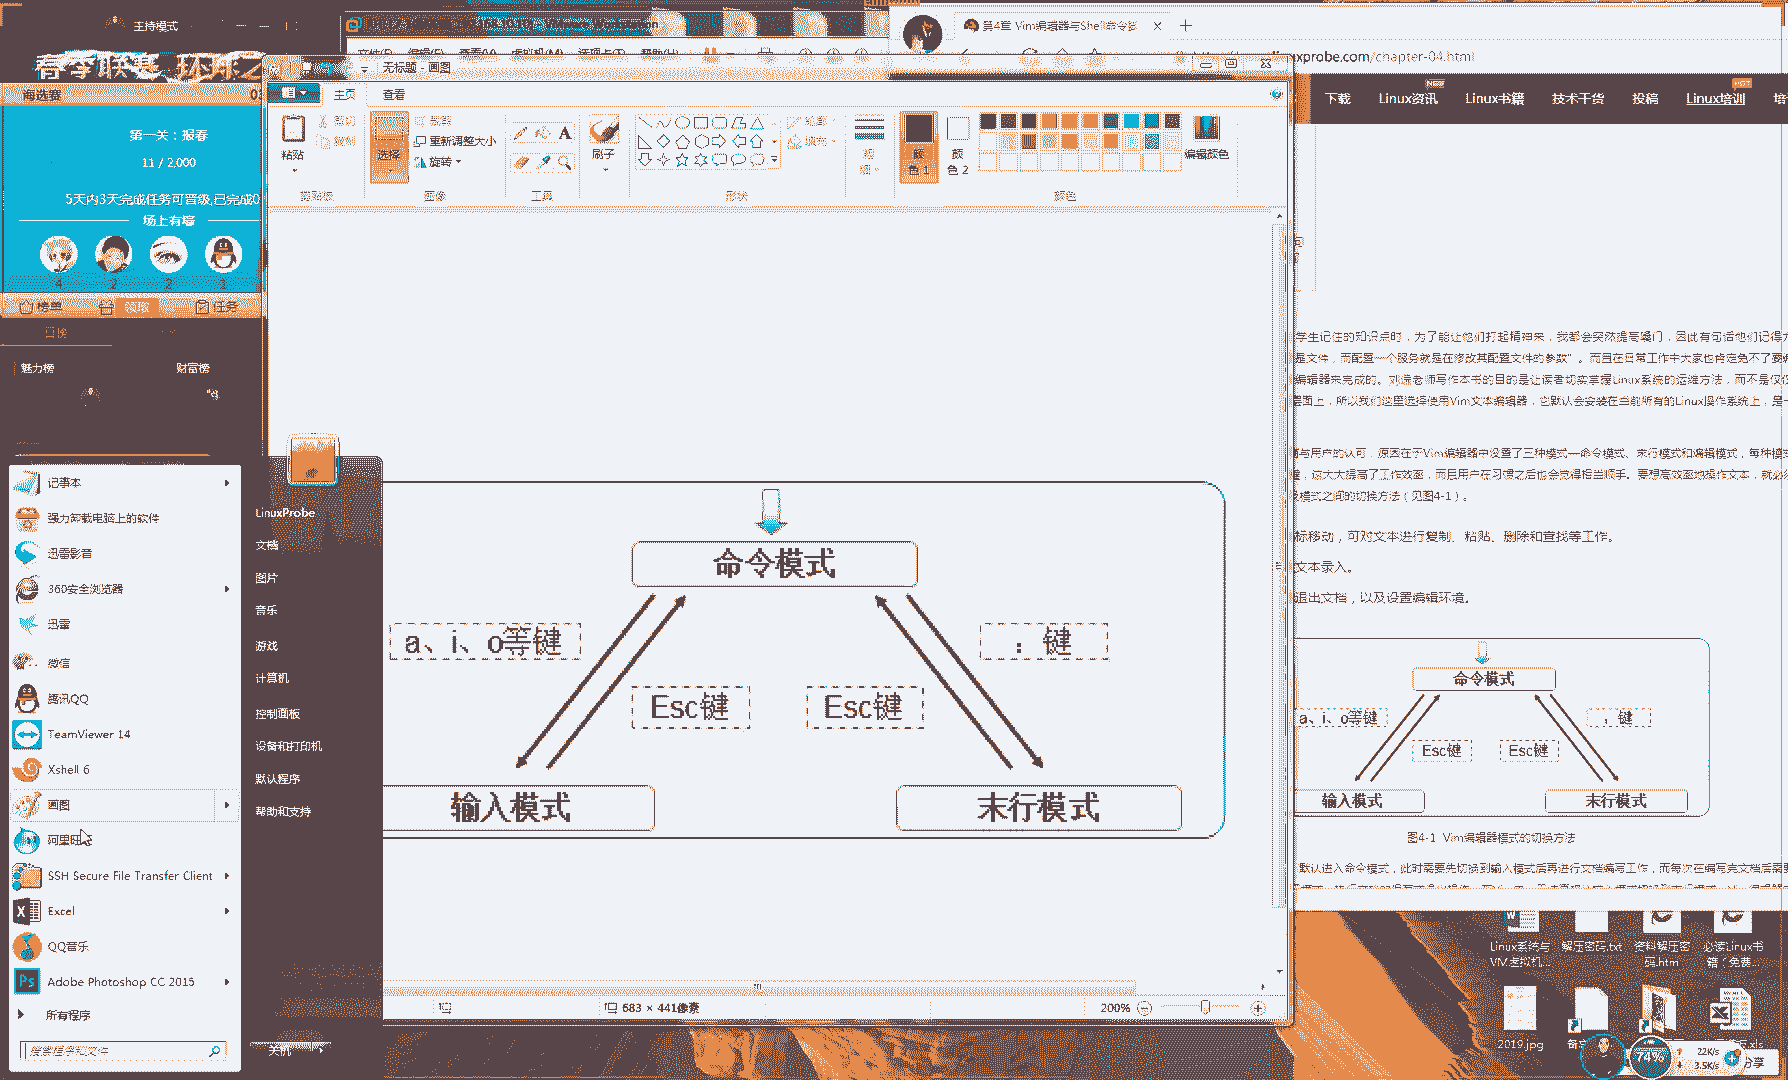 主持模式
春季联赛 环球之
海选赛
第一关：报春
11 / 2,000
5天内3天完成任务可晋级,已完成0
场上有喵
4 2 2 1
榜单 领取 任务
魅力榜 财富榜
记事本
强力卸载电脑上的软件
迅雷影音
360安全浏览器
迅雷
微信
腾讯QQ
TeamViewer 14
Xshell 6
画图
阿里旺旺
SSH Secure File Transfer Client
Excel
QQ音乐
Adobe Photoshop CC 2015
所有程序
搜索程序和文件
LinuxProbe
文档
图片
音乐
游戏
计算机
控制面板
设备和打印机
默认程序
帮助和支持
关机
文件(F) 编辑(E) 查看(V) 虚拟机(M) 选项卡(T) 帮助(H)
无标题 - 画图
主页 查看
粘贴
剪切
复制
剪贴板
选择
裁剪
重新调整大小
旋转
图像
A
工具
刷子
轮廓
填充
形状
粗细
颜色 1
颜色 2
编辑颜色
颜色
命令模式
a、i、o等键
：键
Esc键 Esc键
输入模式 末行模式
683 × 441像素
200%
第4章 Vim编辑器与Shell命令
xprobe.com/chapter-04.html
下载 Linux资讯 Linux书籍 技术干货 投稿 Linux培训 培
NEW HOT
学生记住的知识点时，为了能让他们打起精神来，我都会突然提高嗓门，因此有句话他们记得
是文件，而配置一个服务就是在修改其配置文件的参数”。而且在日常工作中大家也肯定免不了要
编辑器来完成的。刘遄老师写作本书的目的是让读者切实掌握Linux系统的运维方法，而不是仅
层面上，所以我们这里选择使用Vim文本编辑器，它默认会安装在当前所有的Linux操作系统上，是
与用户的认可，原因在于Vim编辑器中设置了三种模式—命令模式、末行模式和编辑模式，每种模
，这大大提高了工作效率，而且用户在习惯之后也会觉得相当顺手。要想高效率地操作文本，就必
模式之间的切换方法（见图4-1）。
标移动，可对文本进行复制、粘贴、删除和查找等工作。
文本录入。
退出文档，以及设置编辑环境。
命令模式
a、i、o等键
：键
Esc键 Esc键
输入模式 末行模式
图4-1 Vim编辑器模式的切换方法
默认进入命令模式，此时需要先切换到输入模式后再进行文档编写工作，而每次在编写完文档后需
Linux系统与VM虚拟机...
解压密码.txt
资料解压密码.htm
必读Linux书籍（免费...
2019.jpg
.xls
74%
22K/s
3.5K/s
分享